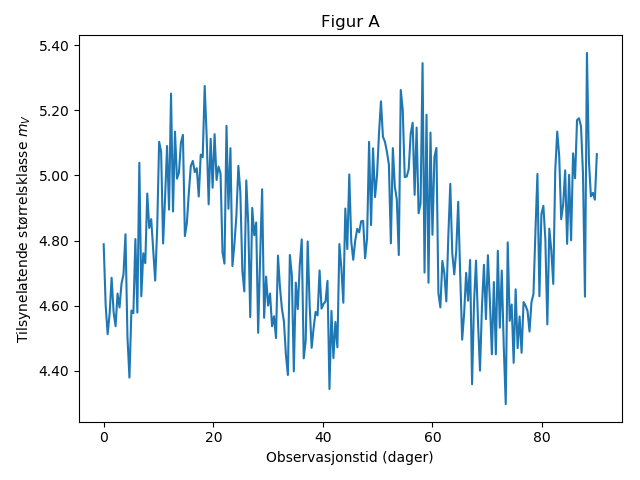 Figur A
Tilsynelatende størrelsklasse m_V
5.40
5.20
5.00
4.80
4.60
4.40
0 20 40 60 80
Observasjonstid (dager)